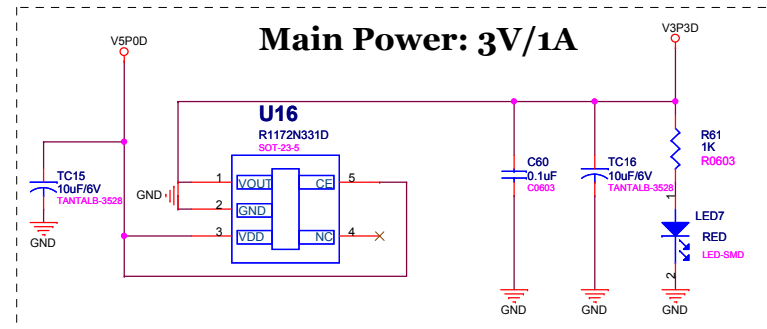 Main Power: 3V/1A
V5P0D
V3P3D
U16
R1172N331D
SOT-23-5
TC15
10uF/6V
TANTALB-3528
GND
GND
1
VOUT
CE
5
2
GND
3
VDD
NC
4
C60
0.1uF
C0603
GND
TC16
10uF/6V
TANTALB-3528
GND
R61
1K
R0603
1
LED7
RED
LED-SMD
2
GND